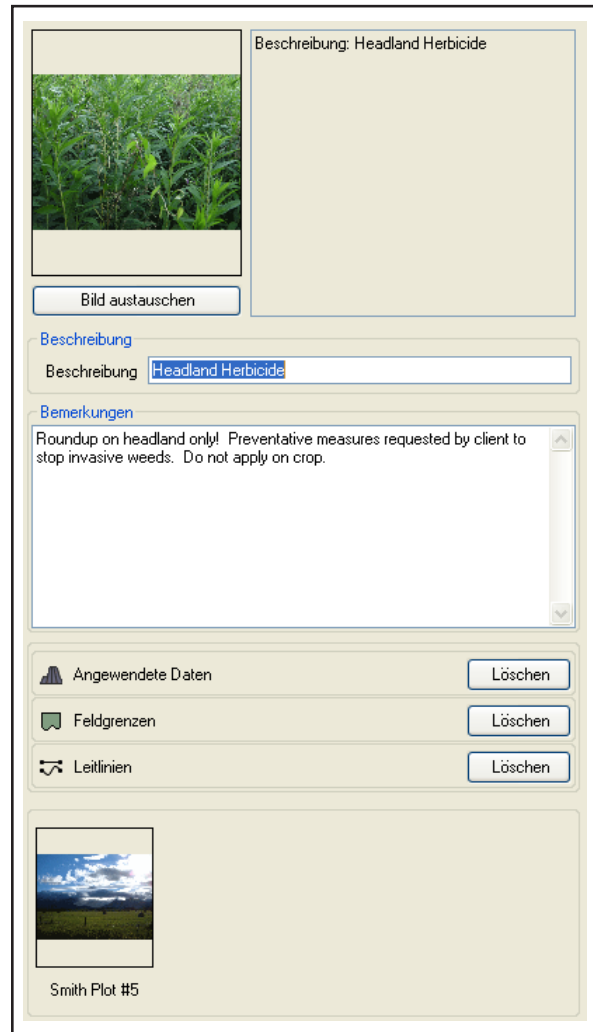 Beschreibung: Headland Herbicide
Bild austauschen
Beschreibung
Beschreibung Headland Herbicide
Bemerkungen
Roundup on headland only!  Preventative measures requested by client to
stop invasive weeds.  Do not apply on crop.
Angewendete Daten Löschen
Feldgrenzen Löschen
Leitlinien Löschen
Smith Plot #5